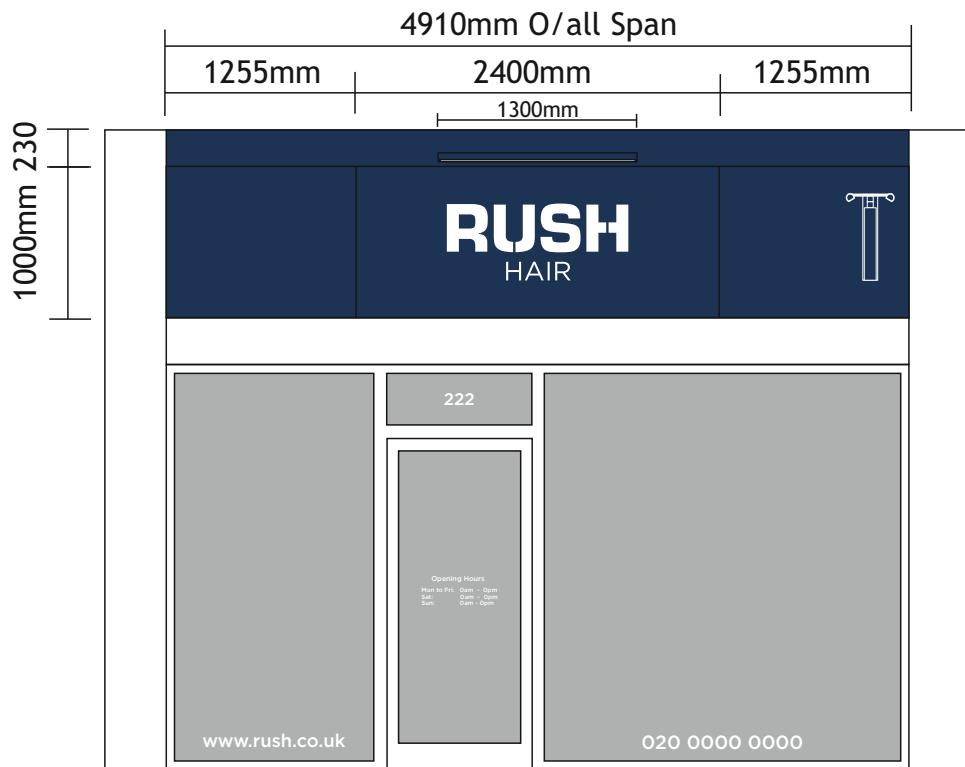 4910mm O/all Span
1255mm 2400mm 1255mm
1300mm
230
1000mm
RUSH
HAIR
222
Opening Hours
Mon to Fri: 0am - 0pm
Sat: 0am - 0pm
Sun: 0am - 0pm
www.rush.co.uk 020 0000 0000